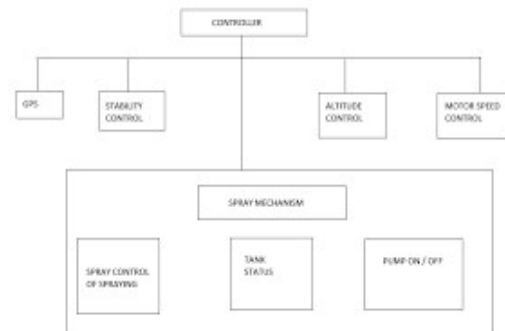 CONTROLLER
GPS
STABILITY
CONTROL
ALTITUDE
CONTROL
MOTOR SPEED
CONTROL
SPRAY MECHANISM
SPRAY CONTROL
OF SPRAYING
TANK
STATUS
PUMP ON / OFF